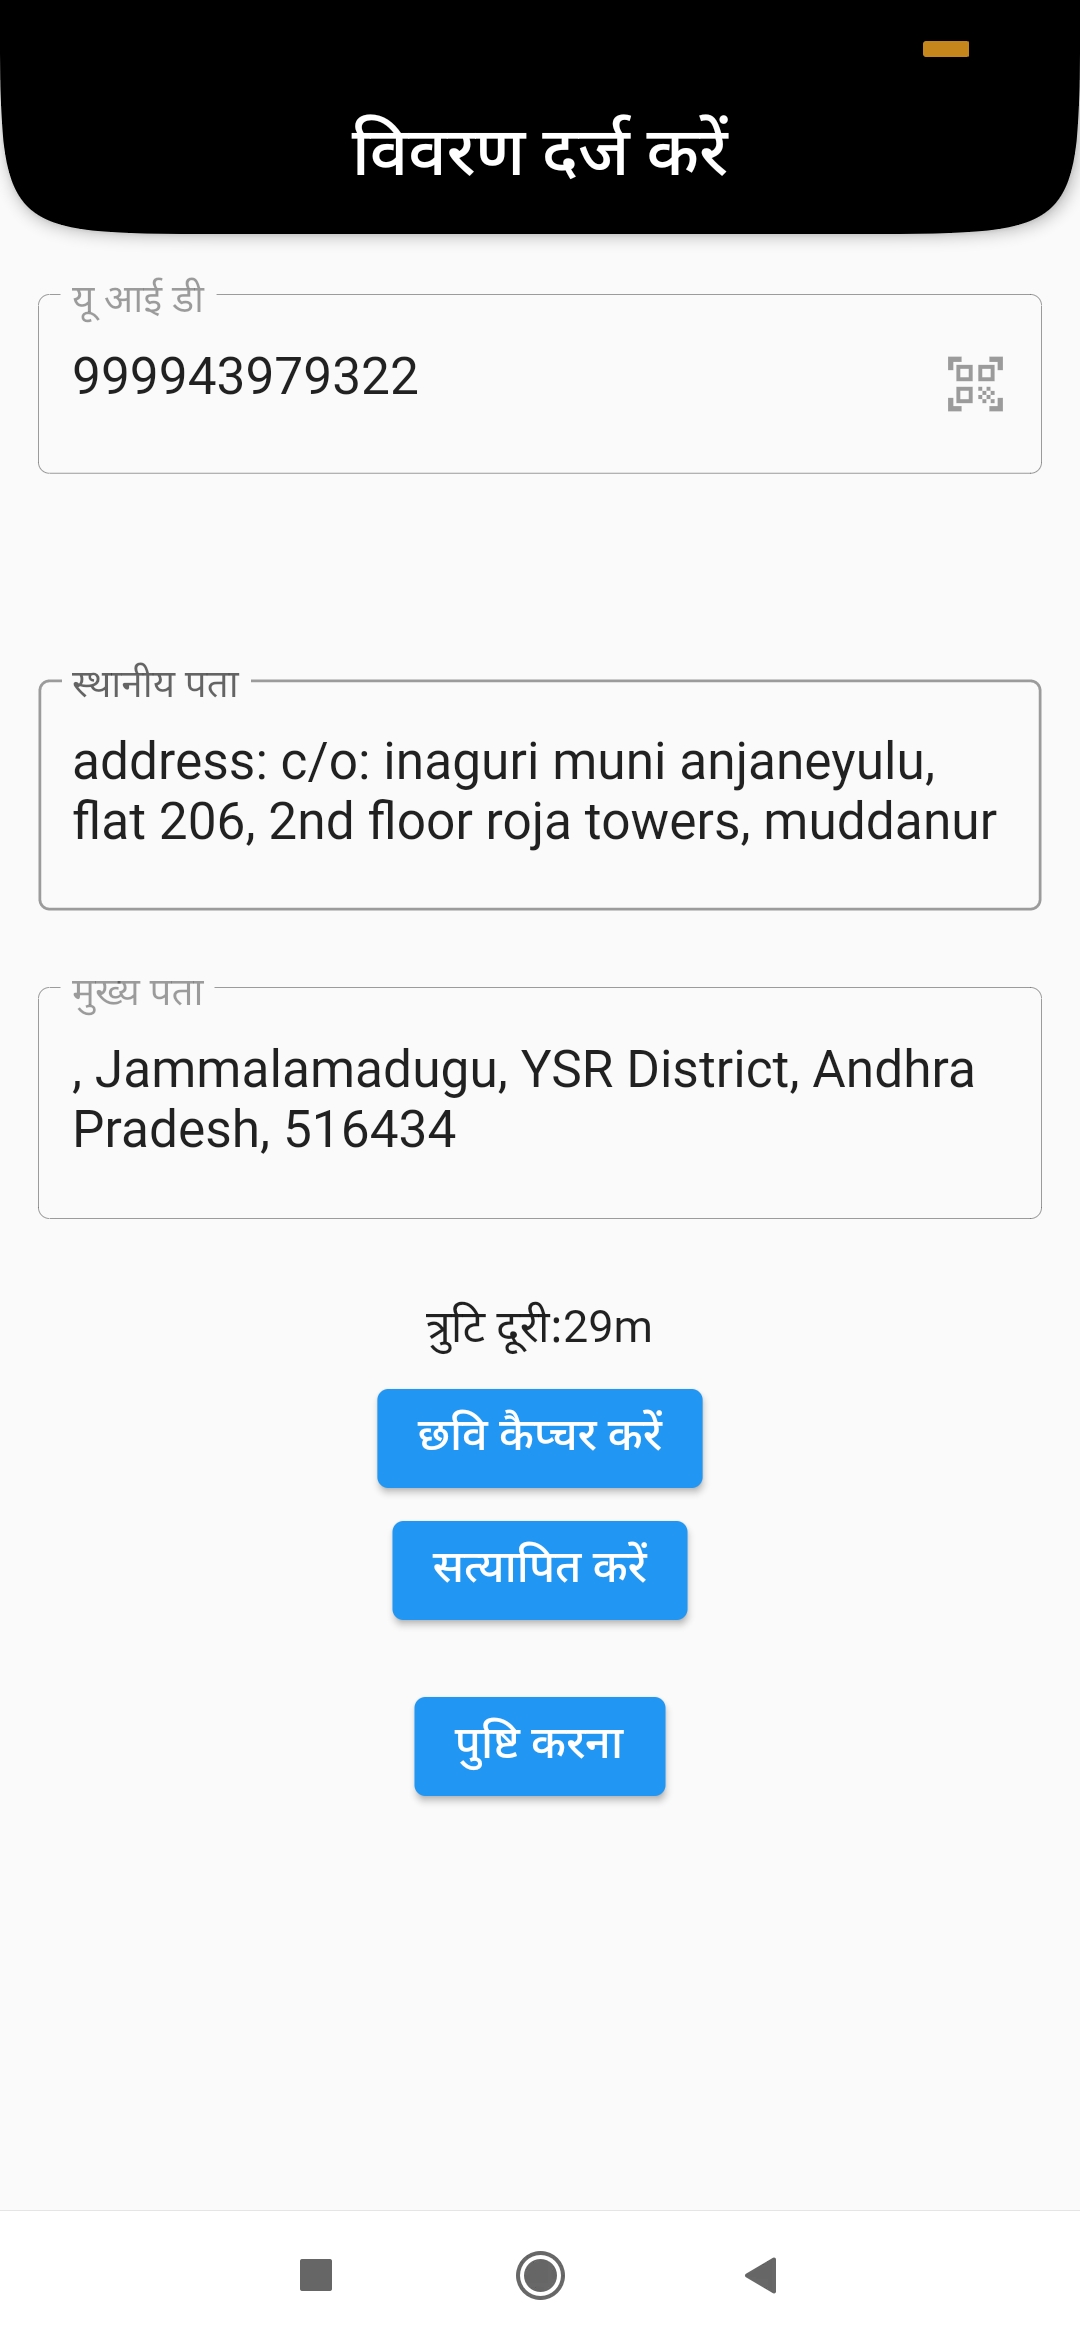 विवरण दर्ज करें
यू आई डी
999943979322
स्थानीय पता
address: c/o: inaguri muni anjaneyulu,
flat 206, 2nd floor roja towers, muddanur
मुख्य पता
, Jammalamadugu, YSR District, Andhra
Pradesh, 516434
त्रुटि दूरी:29m
छवि कैप्चर करें
सत्यापित करें
पुष्टि करना